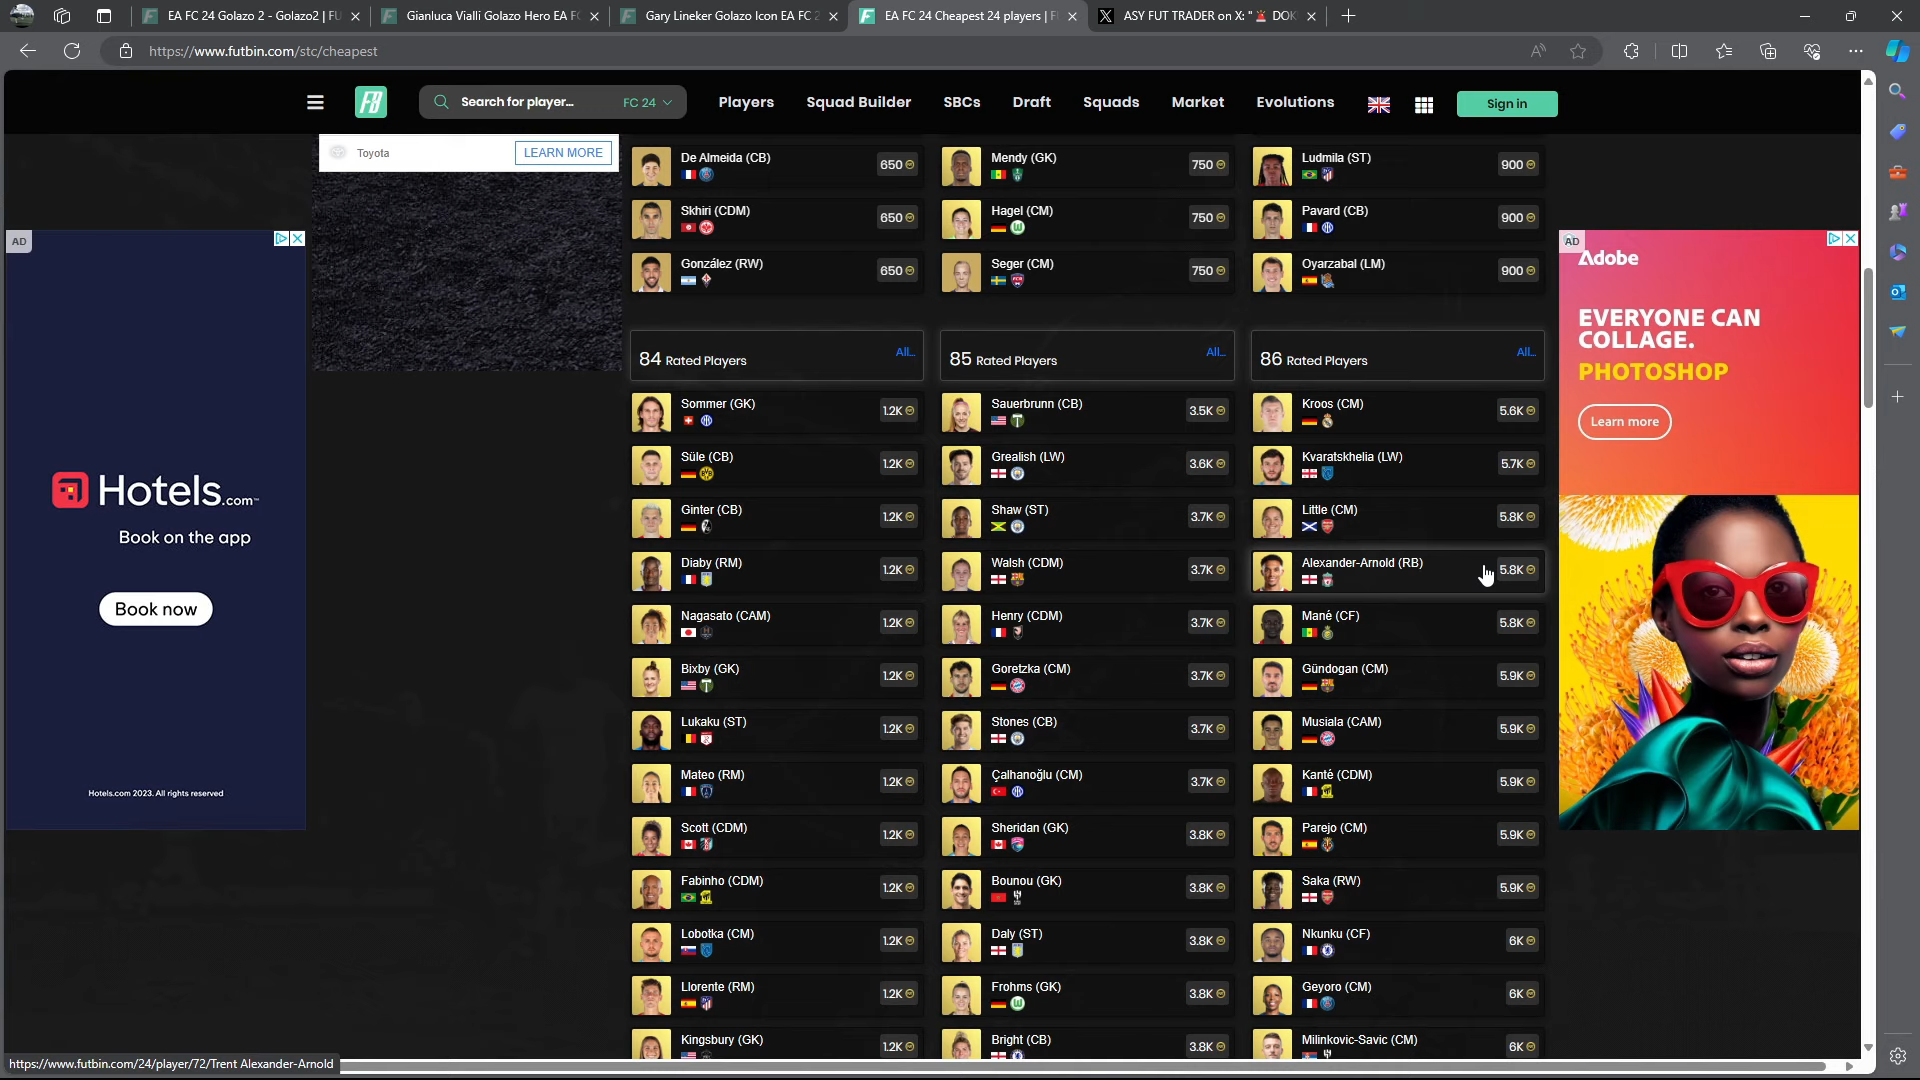 EA FC 24 Golazo 2 - Golazo2 | FU
Gianluca Vialli Golazo Hero EA FC
Gary Lineker Golazo Icon EA FC 2
EA FC 24 Cheapest 24 players | F
ASY FUT TRADER on X: "🚨 DOK
https://www.futbin.com/stc/cheapest
Search for player...
FC 24
Players
Squad Builder
SBCs
Draft
Squads
Market
Evolutions
Sign in
Toyota
LEARN MORE
De Almeida (CB)
650
Mendy (GK)
750
Ludmila (ST)
900
Skhiri (CDM)
650
Hagel (CM)
750
Pavard (CB)
900
González (RW)
650
Seger (CM)
750
Oyarzabal (LM)
900
84 Rated Players
All...
85 Rated Players
All...
86 Rated Players
All...
Sommer (GK)
1.2K
Sauerbrunn (CB)
3.5K
Kroos (CM)
5.6K
Süle (CB)
1.2K
Grealish (LW)
3.6K
Kvaratskhelia (LW)
5.7K
Ginter (CB)
1.2K
Shaw (ST)
3.7K
Little (CM)
5.8K
Diaby (RM)
1.2K
Walsh (CDM)
3.7K
Alexander-Arnold (RB)
5.8K
Nagasato (CAM)
1.2K
Henry (CDM)
3.7K
Mané (CF)
5.8K
Bixby (GK)
1.2K
Goretzka (CM)
3.7K
Gündogan (CM)
5.9K
Lukaku (ST)
1.2K
Stones (CB)
3.7K
Musiala (CAM)
5.9K
Mateo (RM)
1.2K
Çalhanoğlu (CM)
3.7K
Kanté (CDM)
5.9K
Scott (CDM)
1.2K
Sheridan (GK)
3.8K
Parejo (CM)
5.9K
Fabinho (CDM)
1.2K
Bounou (GK)
3.8K
Saka (RW)
5.9K
Lobotka (CM)
1.2K
Daly (ST)
3.8K
Nkunku (CF)
6K
Llorente (RM)
1.2K
Frohms (GK)
3.8K
Geyoro (CM)
6K
Kingsbury (GK)
1.2K
Bright (CB)
3.8K
Milinkovic-Savic (CM)
6K
AD
Hotels.com™
Book on the app
Book now
Hotels.com 2023. All rights reserved
AD
Adobe
EVERYONE CAN
COLLAGE.
PHOTOSHOP
Learn more
https://www.futbin.com/24/player/72/Trent Alexander-Arnold